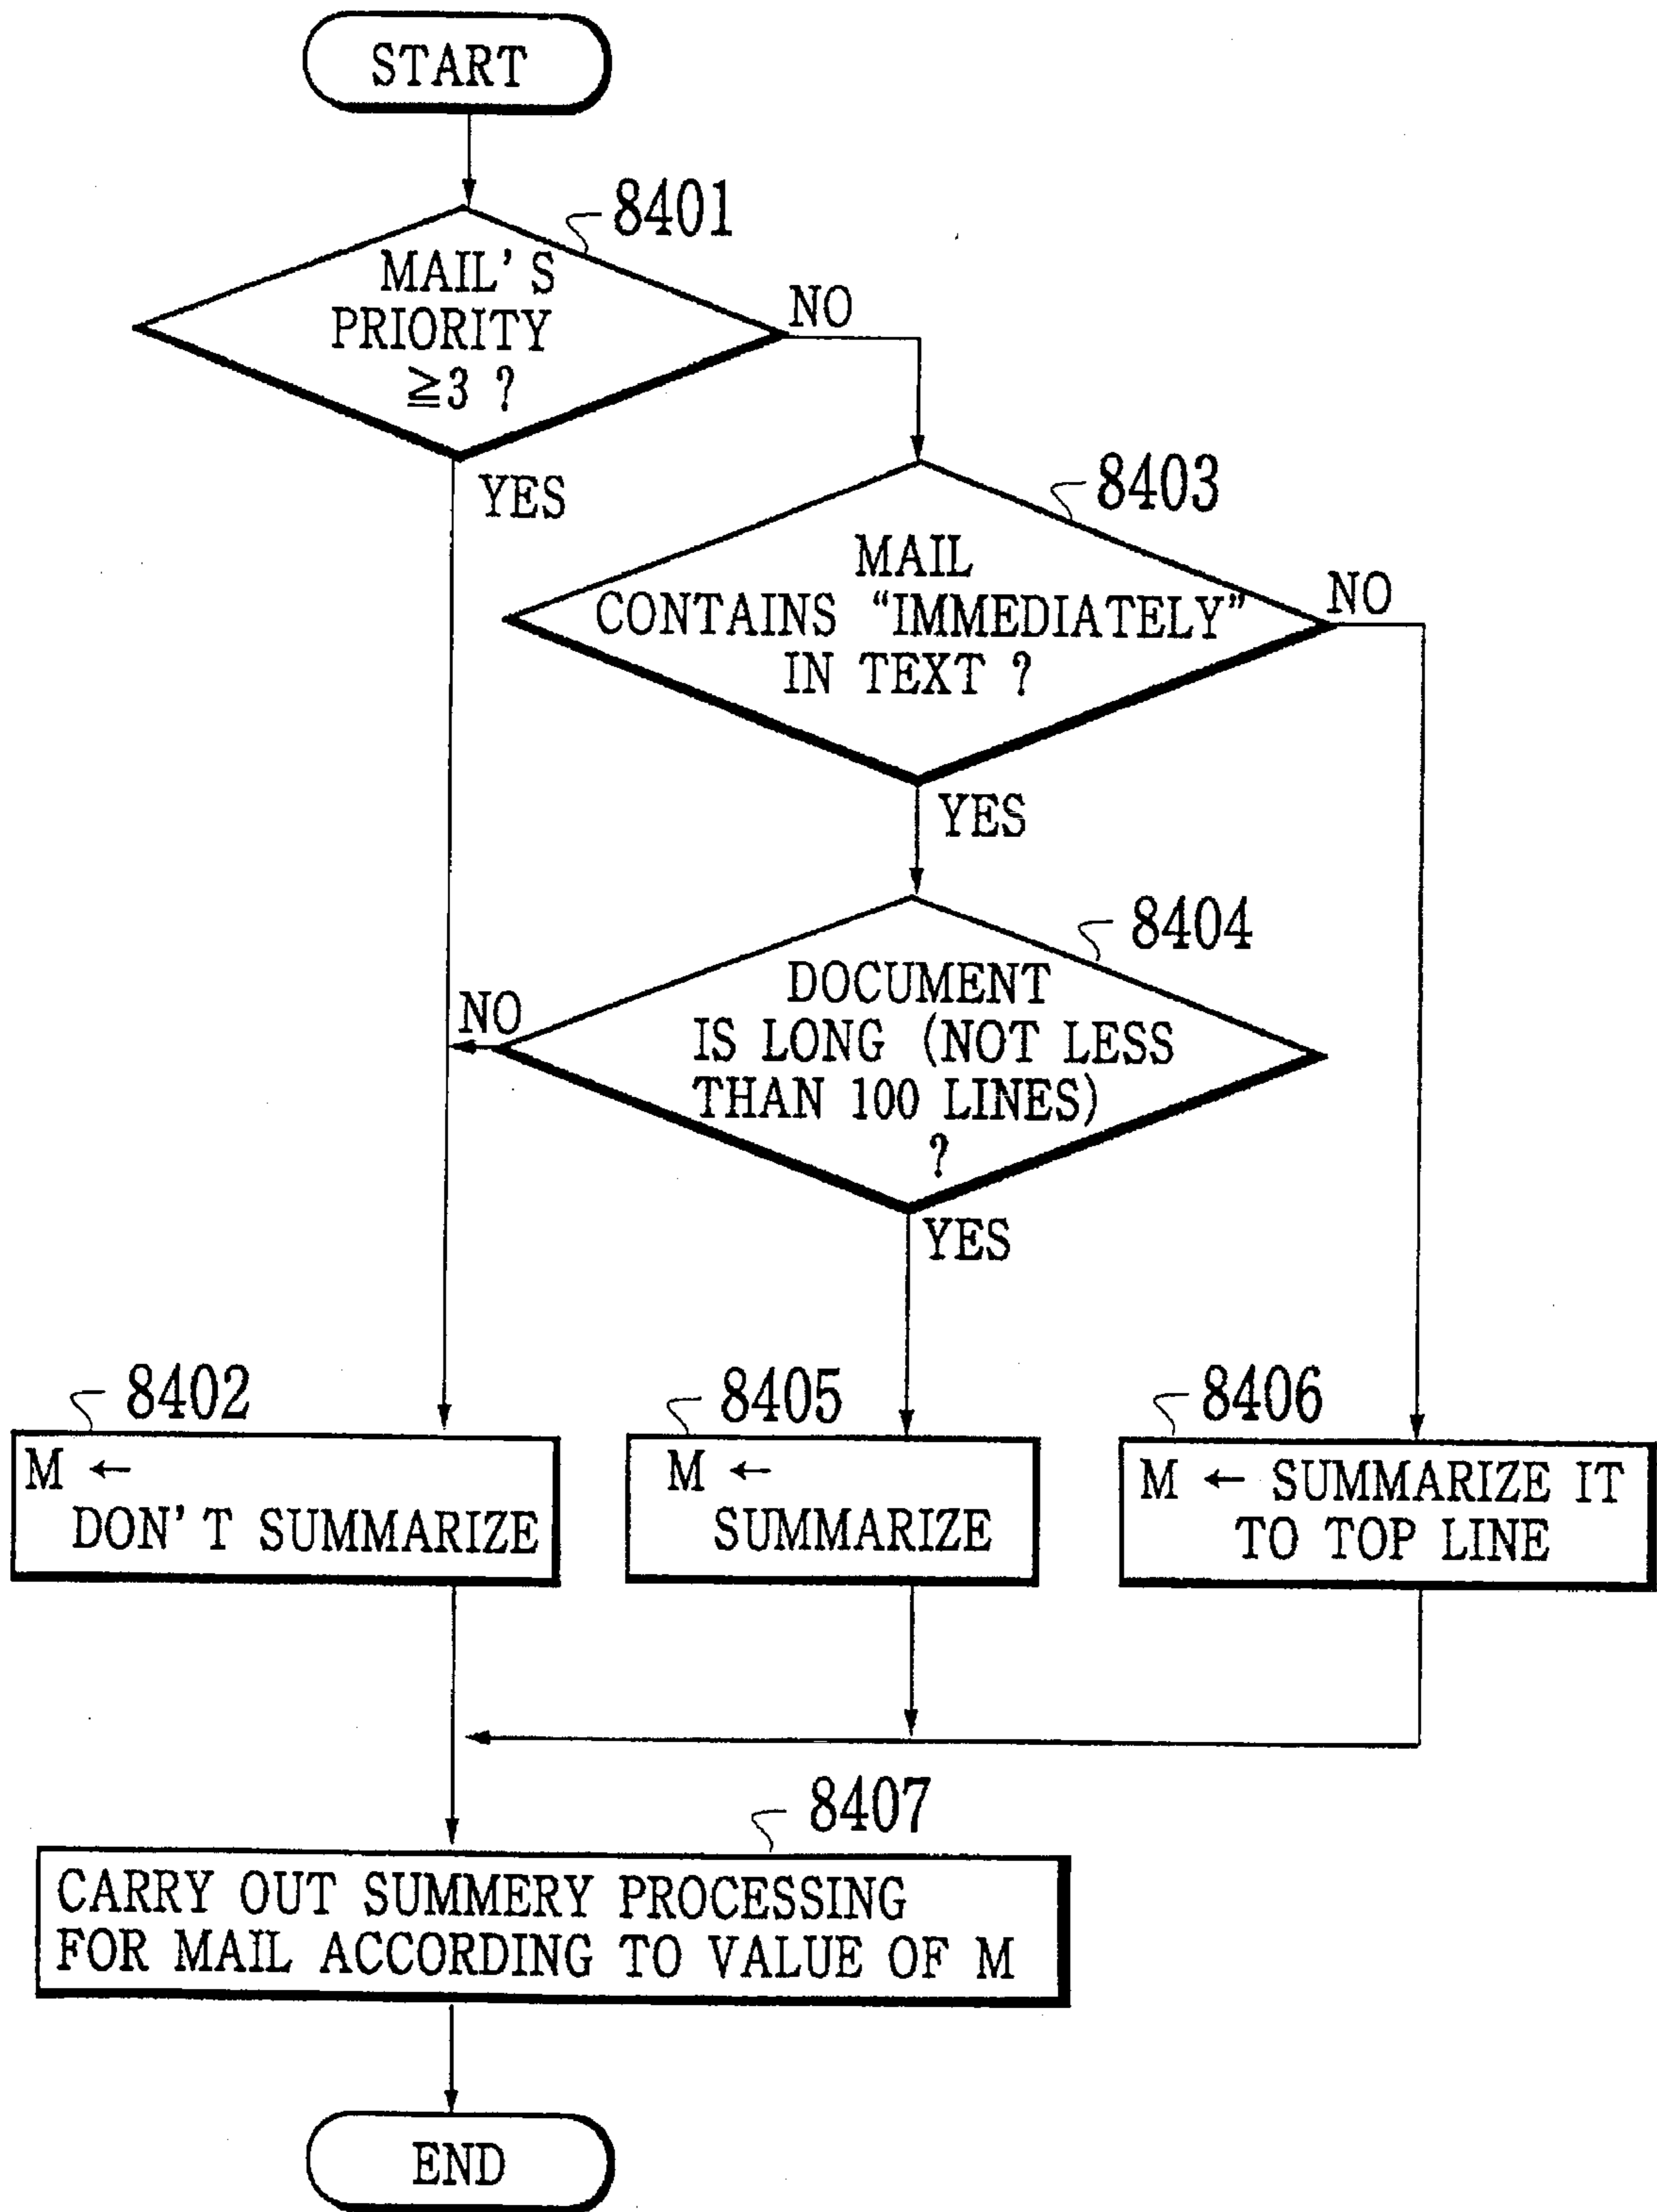 START
8401
MAIL'S
PRIORITY
≧3 ?
NO
YES
8403
MAIL
CONTAINS “IMMEDIATELY”
IN TEXT ?
NO
YES
8404
DOCUMENT
IS LONG (NOT LESS
THAN 100 LINES)
?
NO
YES
8402
M ←
DON'T SUMMARIZE
8405
M ←
SUMMARIZE
8406
M ← SUMMARIZE IT
TO TOP LINE
8407
CARRY OUT SUMMERY PROCESSING
FOR MAIL ACCORDING TO VALUE OF M
END